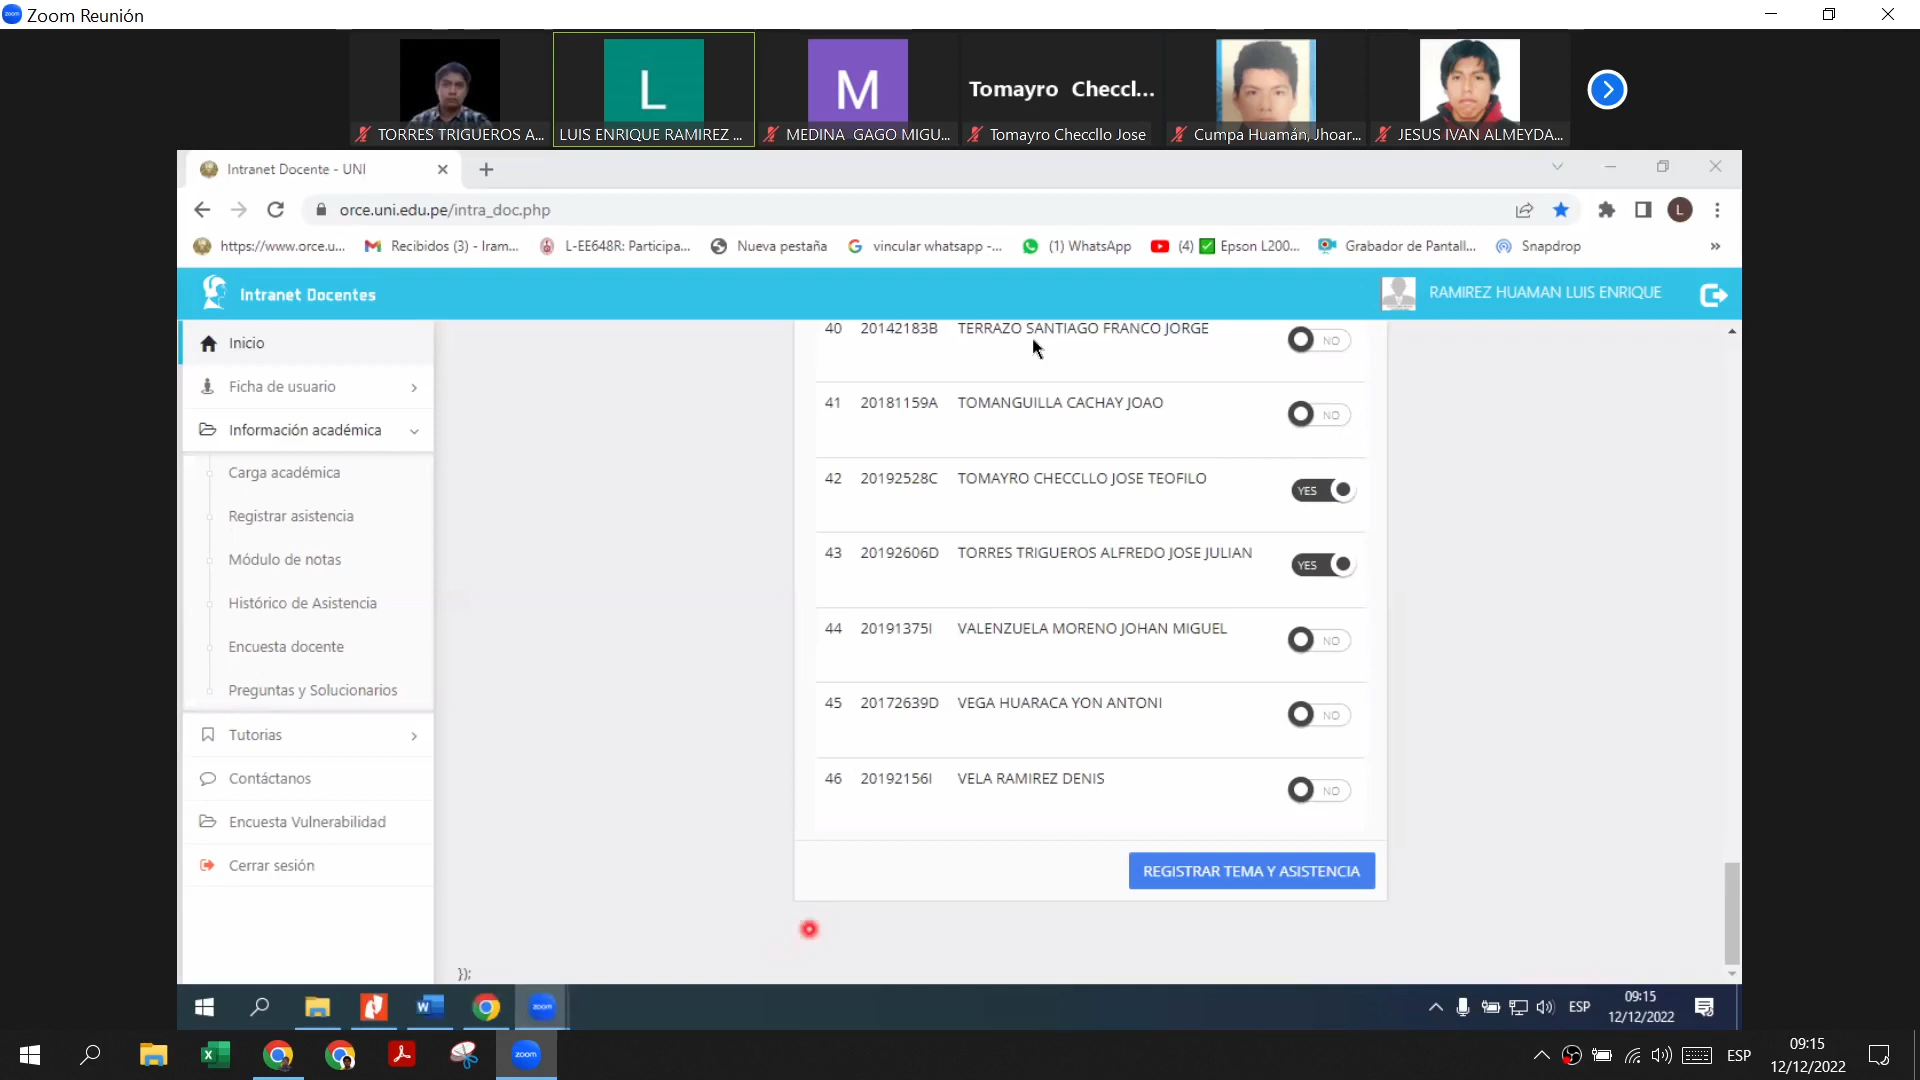 Zoom Reunión
L
M
Tomayro Checcl...
TORRES TRIGUEROS A...
LUIS ENRIQUE RAMIREZ ...
MEDINA GAGO MIGU...
Tomayro Checcllo Jose
Cumpa Huamán, Jhoar...
JESUS IVAN ALMEYDA...
Intranet Docente - UNI
orce.uni.edu.pe/intra_doc.php
L
https://www.orce.u...
Recibidos (3) - lram...
L-EE648R: Participa...
Nueva pestaña
vincular whatsapp -...
(1) WhatsApp
(4) ✅ Epson L200...
Grabador de Pantall...
Snapdrop
»
Intranet Docentes
RAMIREZ HUAMAN LUIS ENRIQUE
Inicio
Ficha de usuario
Información académica
Carga académica
Registrar asistencia
Módulo de notas
Histórico de Asistencia
Encuesta docente
Preguntas y Solucionarios
Tutorias
Contáctanos
Encuesta Vulnerabilidad
Cerrar sesión
40 20142183B TERRAZO SANTIAGO FRANCO JORGE NO
41 20181159A TOMANGUILLA CACHAY JOAO NO
42 20192528C TOMAYRO CHECCLLO JOSE TEOFILO YES
43 20192606D TORRES TRIGUEROS ALFREDO JOSE JULIAN YES
44 20191375I VALENZUELA MORENO JOHAN MIGUEL NO
45 20172639D VEGA HUARACA YON ANTONI NO
46 20192156I VELA RAMIREZ DENIS NO
REGISTRAR TEMA Y ASISTENCIA
});
zoom
ESP
09:15
12/12/2022
zoom
ESP
09:15
12/12/2022